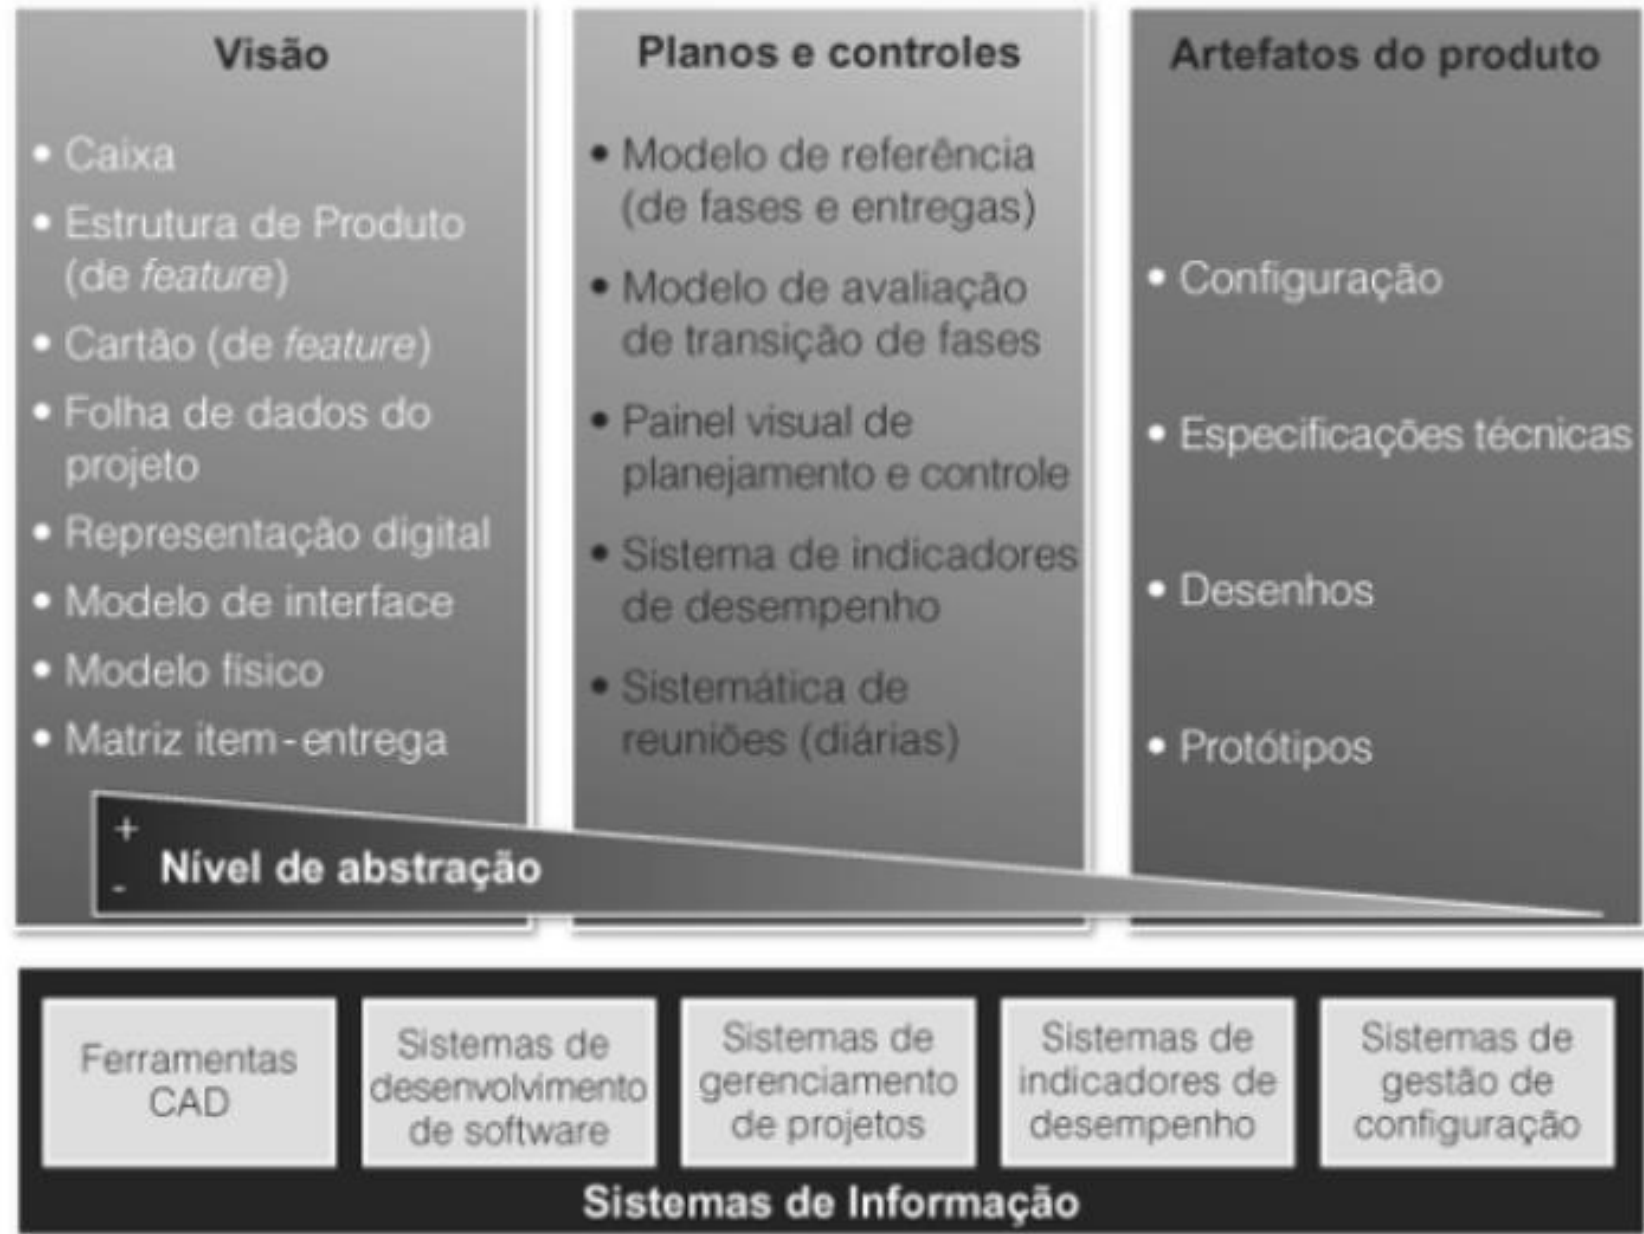 Visão
• Caixa
• Estrutura de Produto
(de feature)
• Cartão (de feature)
• Folha de dados do
projeto
• Representação digital
• Modelo de interface
• Modelo físico
• Matriz item-entrega
Planos e controles
• Modelo de referência
(de fases e entregas)
• Modelo de avaliação
de transição de fases
• Painel visual de
planejamento e controle
• Sistema de indicadores
de desempenho
• Sistemática de
reuniões (diárias)
Artefatos do produto
• Configuração
• Especificações técnicas
• Desenhos
• Protótipos
+
-
Nível de abstração
Ferramentas
CAD
Sistemas de
desenvolvimento
de software
Sistemas de
gerenciamento
de projetos
Sistemas de
indicadores de
desempenho
Sistemas de
gestão de
configuração
Sistemas de Informação